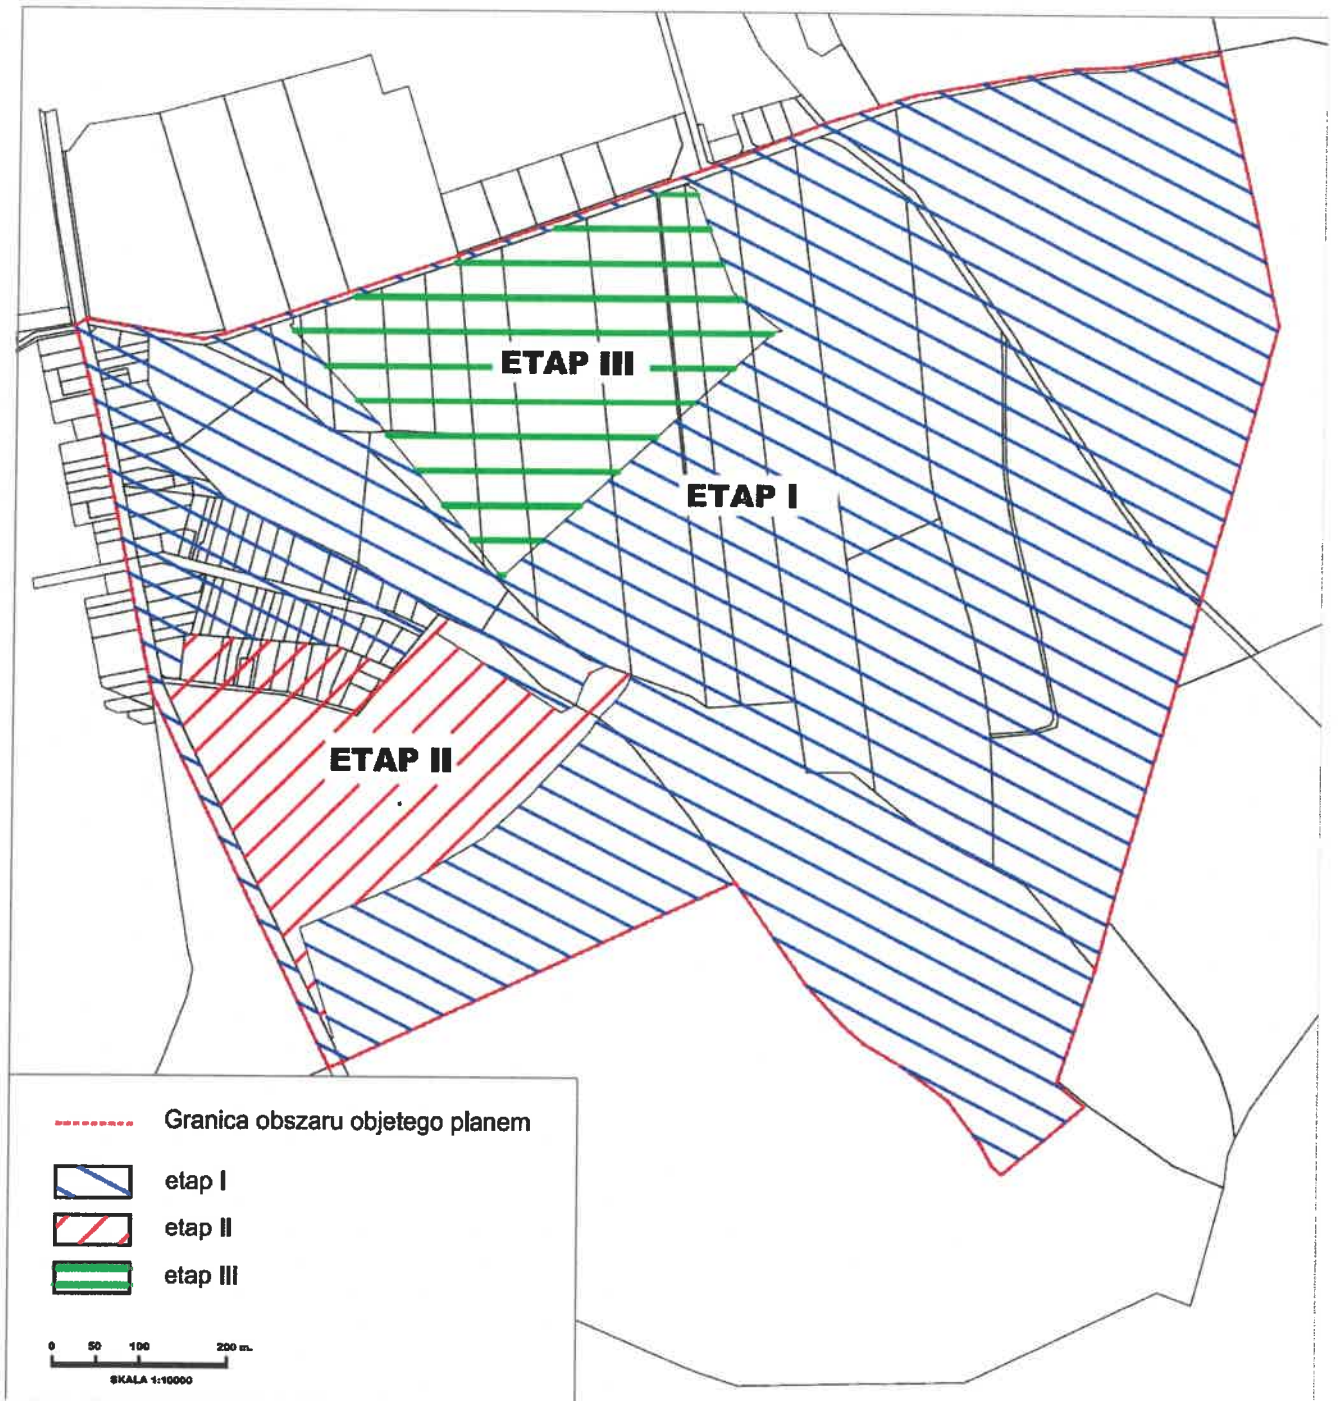 ETAP III
ETAP I
ETAP II
Granica obszaru objetego planem
etap I
etap II
etap III
0 50 100 200 m.
SKALA 1:10000